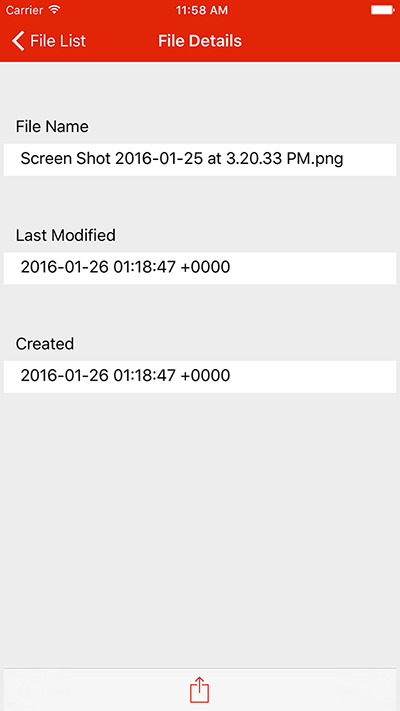 Carrier 11:58 AM
File List File Details
File Name
Screen Shot 2016-01-25 at 3.20.33 PM.png
Last Modified
2016-01-26 01:18:47 +0000
Created
2016-01-26 01:18:47 +0000